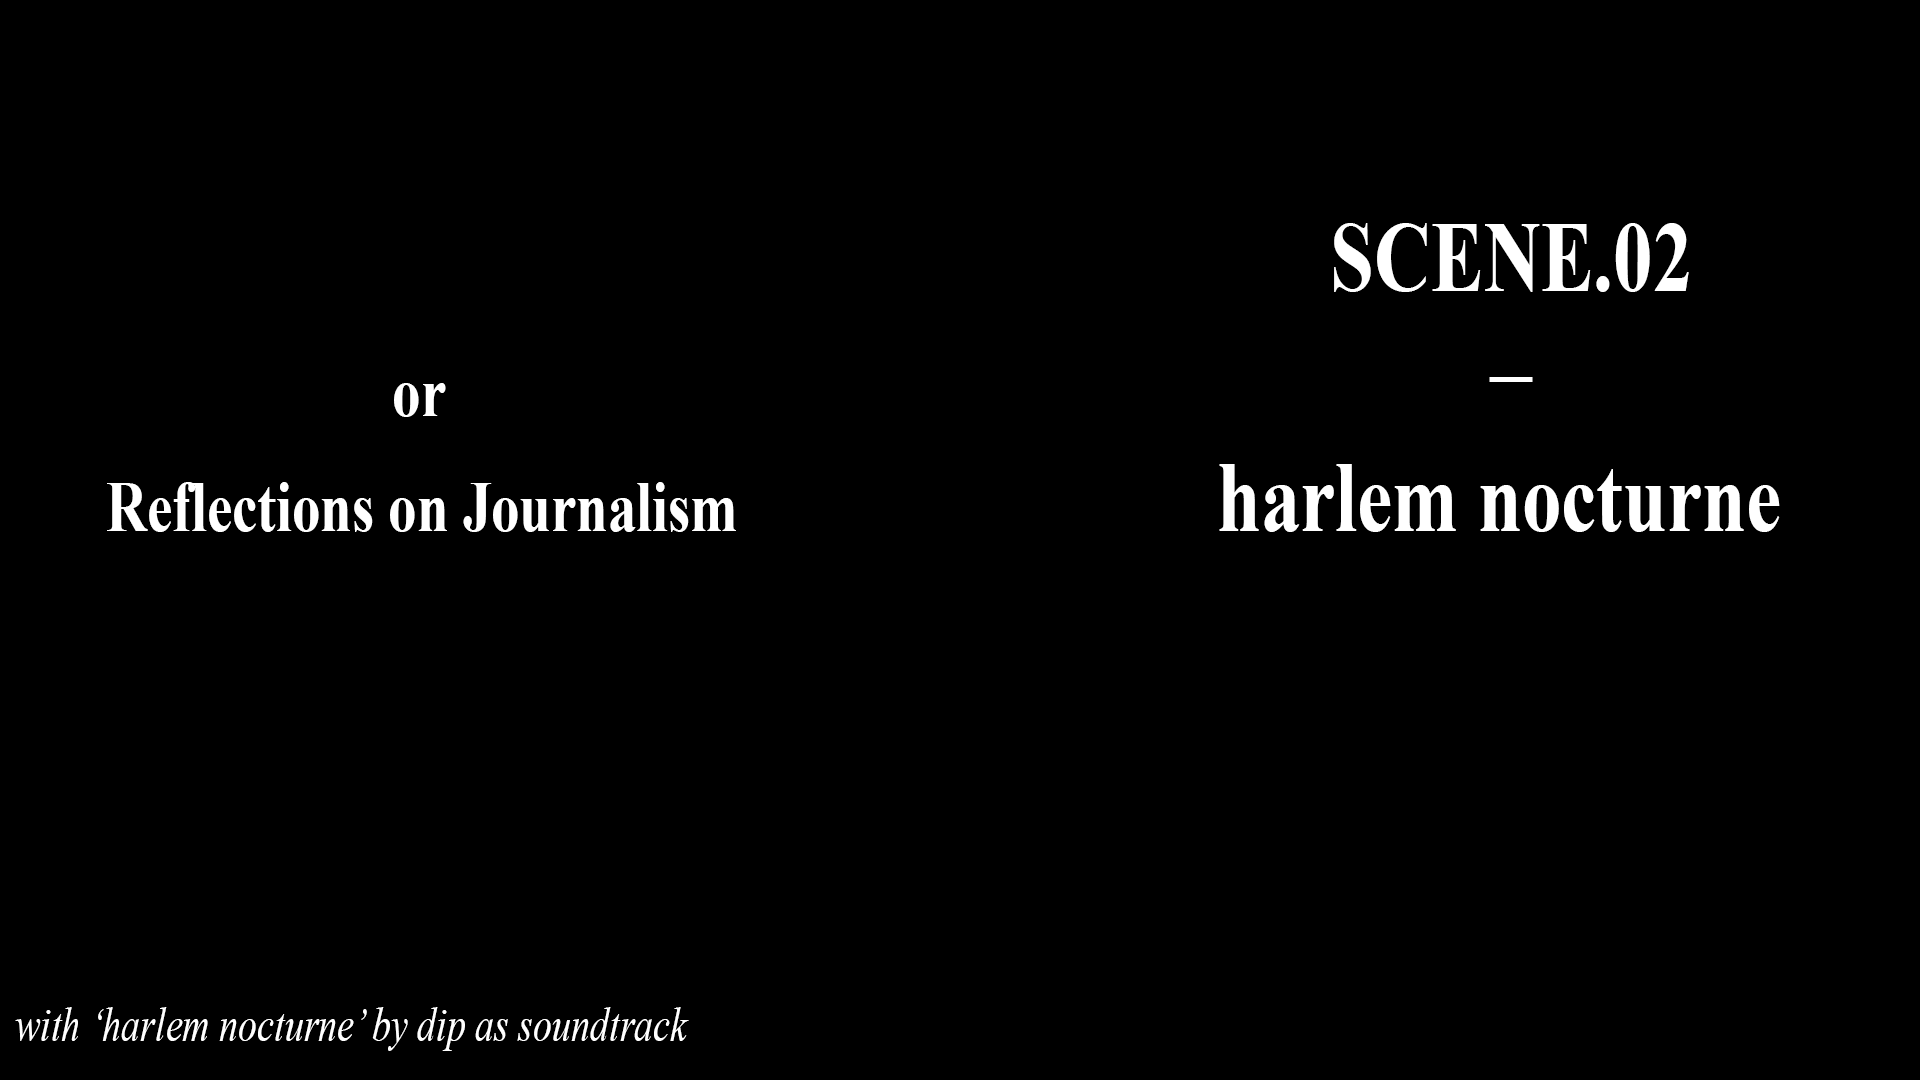 SCENE.02
–
harlem nocturne
or
Reflections on Journalism
with ‘harlem nocturne’ by dip as soundtrack